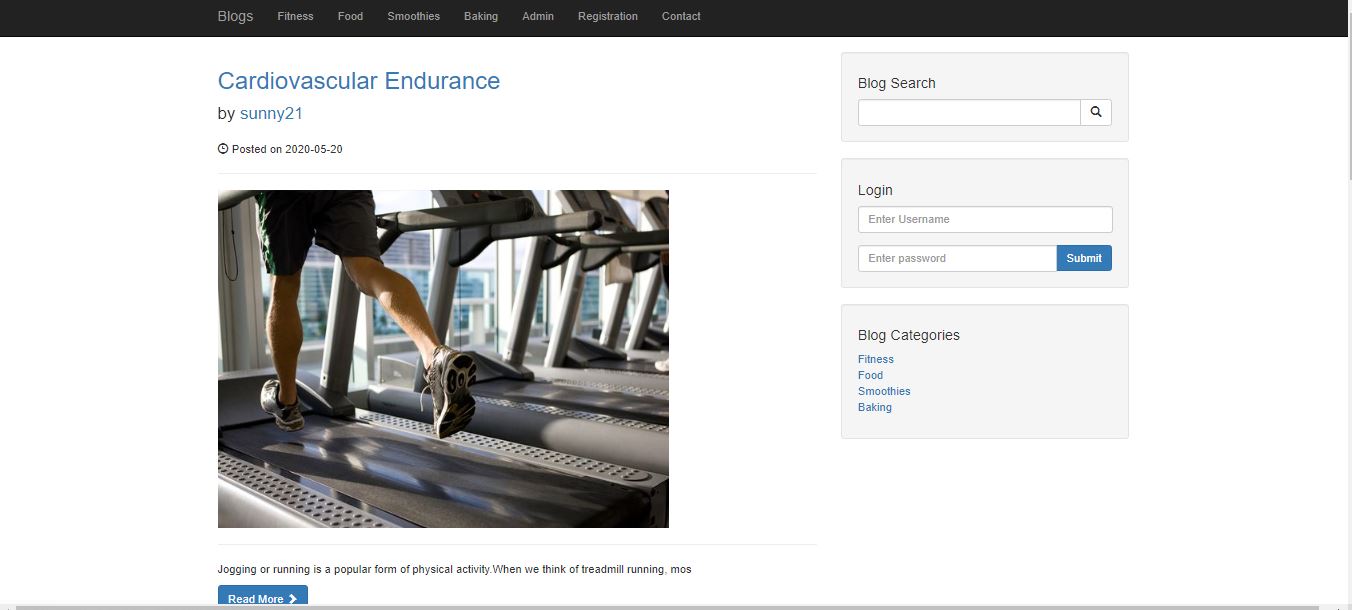 Blogs Fitness Food Smoothies Baking Admin Registration Contact
Cardiovascular Endurance
by sunny21
Posted on 2020-05-20
Jogging or running is a popular form of physical activity.When we think of treadmill running, mos
Read More
Blog Search
Login
Enter Username
Enter password Submit
Blog Categories
Fitness
Food
Smoothies
Baking